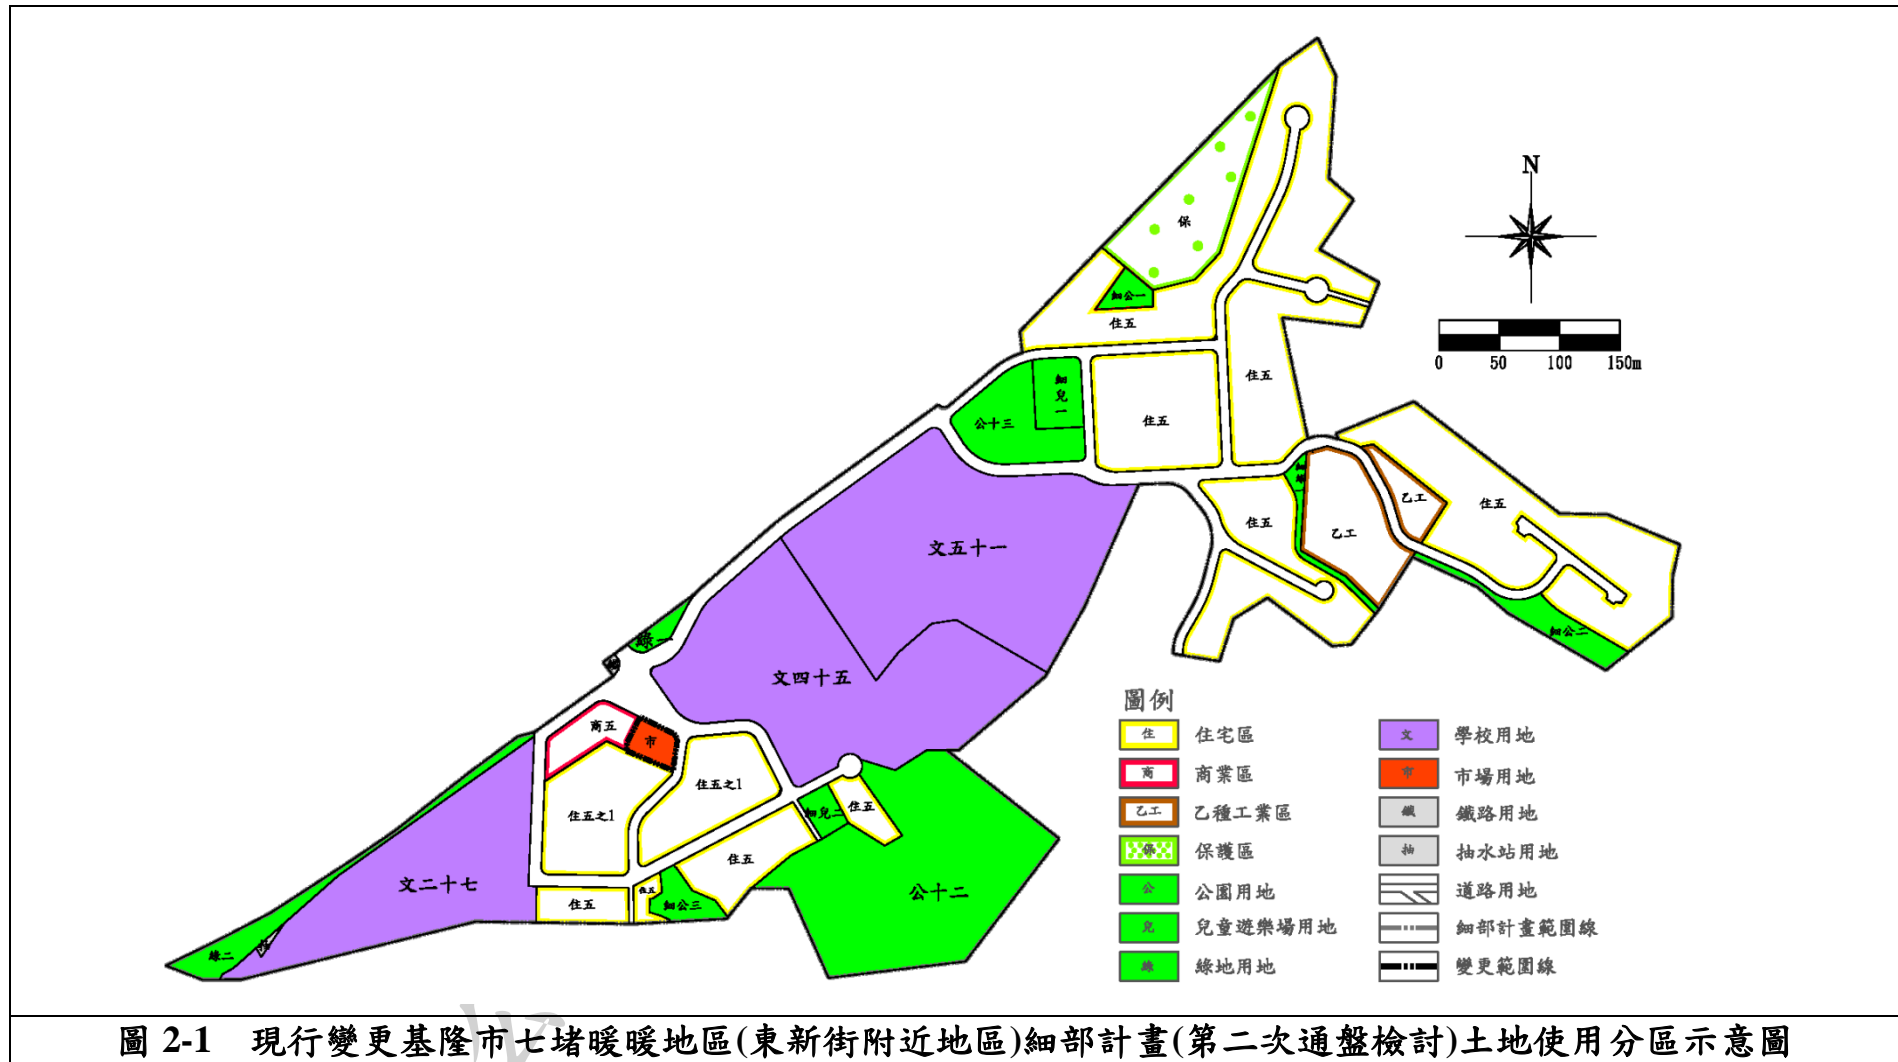 N
保
細公一
住五
0 50 100 150m
細兒一
住五
公十三
住五
住五
乙工
住五
住五
乙工
文五十一
細公二
綠一
文四十五
圖例
商五
市
住 住宅區
文 學校用地
商 商業區
市 市場用地
住五之1
住五之1
乙工 乙種工業區
鐵 鐵路用地
細兒二
住五
保 保護區
抽 抽水站用地
住五
文二十七
住五
公十二
公 公園用地
道路用地
住五
細公三
兒 兒童遊樂場用地
細部計畫範圍線
綠二
綠 綠地用地
變更範圍線
圖 2-1 現行變更基隆市七堵暖暖地區(東新街附近地區)細部計畫(第二次通盤檢討)土地使用分區示意圖